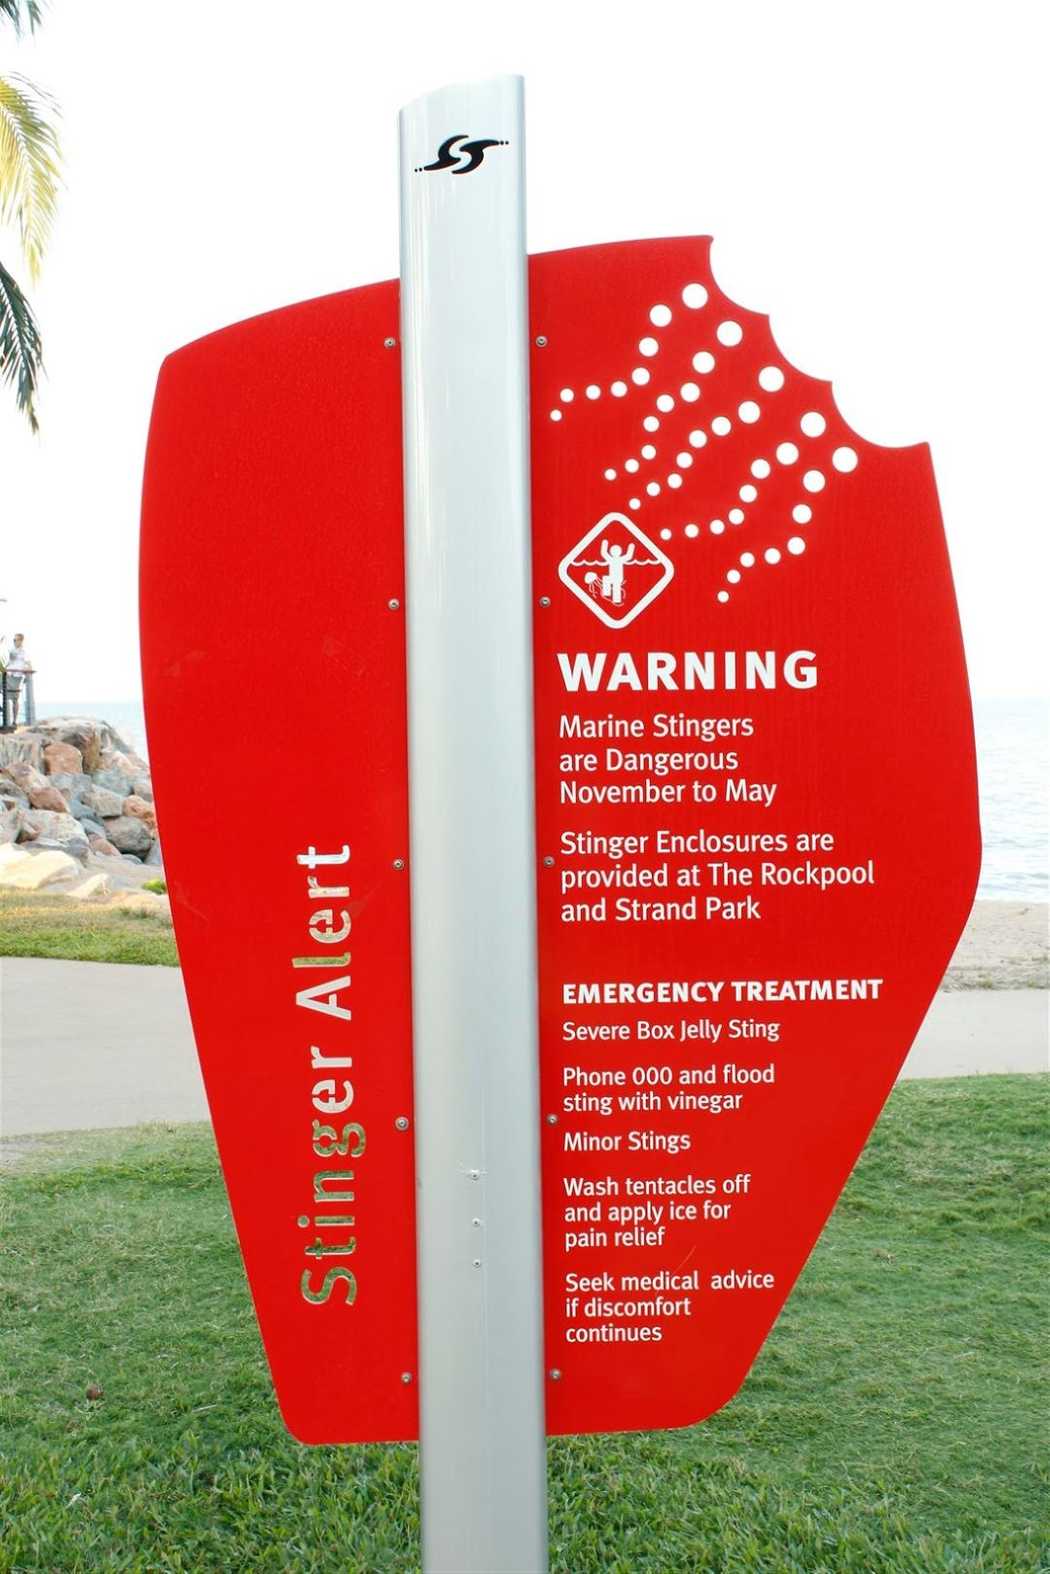 Stinger Alert
WARNING
Marine Stingers
are Dangerous
November to May
Stinger Enclosures are
provided at The Rockpool
and Strand Park
EMERGENCY TREATMENT
Severe Box Jelly Sting
Phone 000 and flood
sting with vinegar
Minor Stings
Wash tentacles off
and apply ice for
pain relief
Seek medical advice
if discomfort
continues